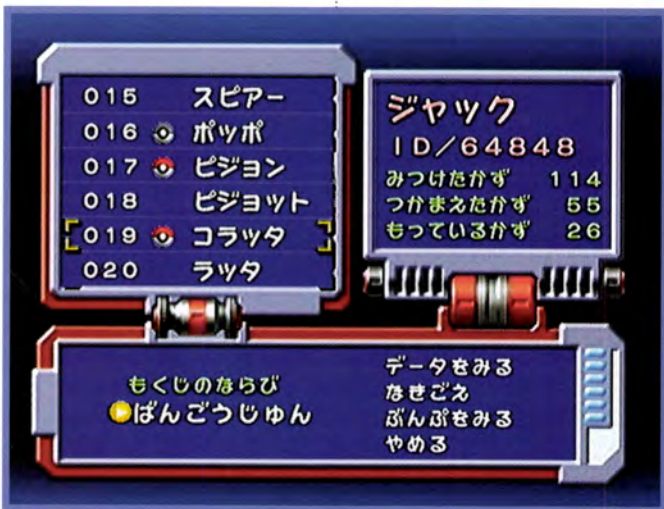 015 スピアー
016 ポッポ
017 ピジョン
018 ピジョット
019 コラッタ
020 ラッタ
ジャック
ID/64848
みつけたかず 114
つかまえたかず 55
もっているかず 26
もくじのならび
ばんごうじゅん
データをみる
なきごえ
ぶんぷをみる
やめる